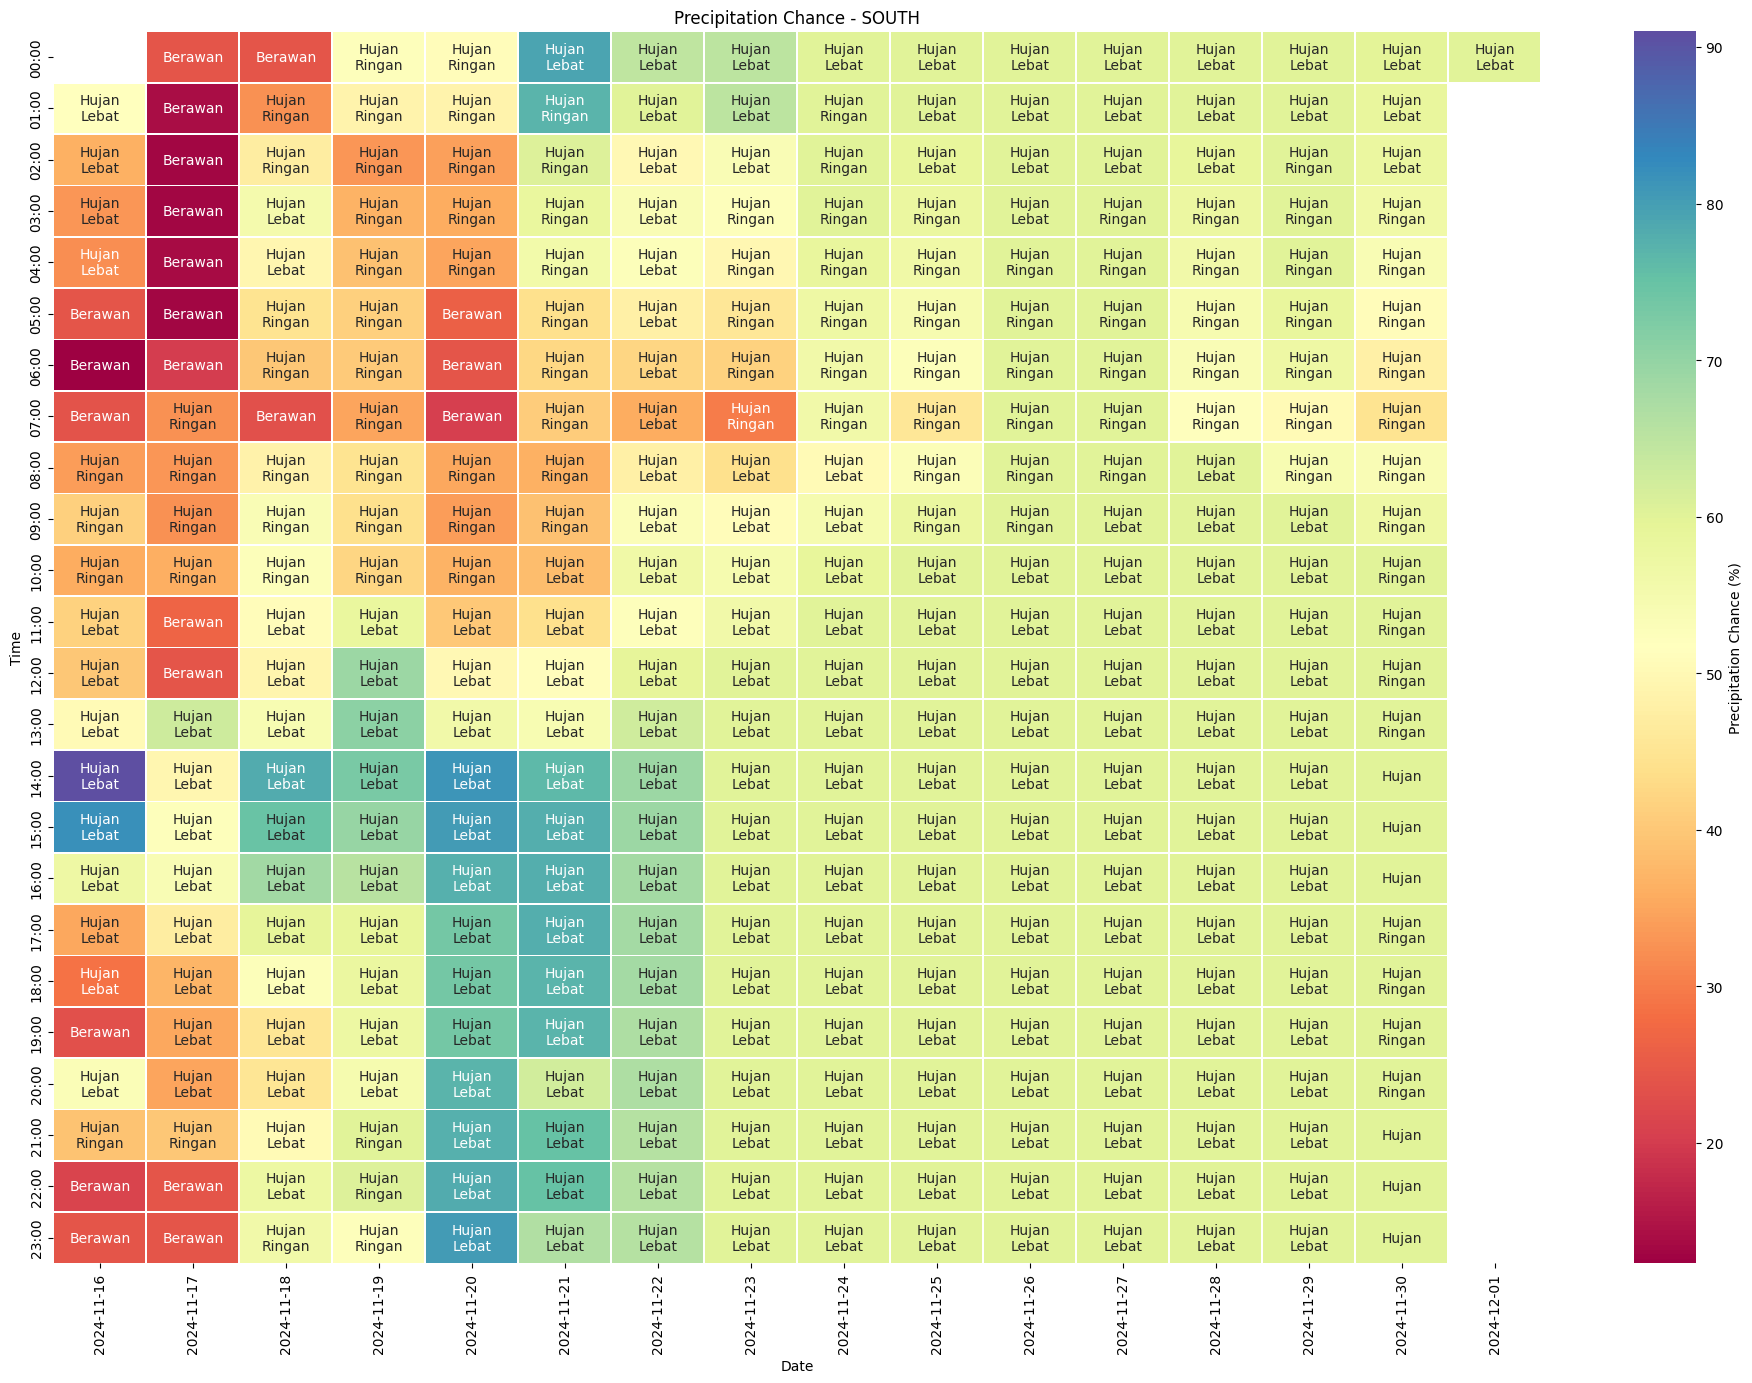 Precipitation Chance - SOUTH
00:00 Berawan Berawan Hujan Ringan Hujan Ringan Hujan Lebat Hujan Lebat Hujan Lebat Hujan Lebat Hujan Lebat Hujan Lebat Hujan Lebat Hujan Lebat Hujan Lebat Hujan Lebat Hujan Lebat
01:00 Hujan Lebat Berawan Hujan Ringan Hujan Ringan Hujan Ringan Hujan Ringan Hujan Lebat Hujan Lebat Hujan Ringan Hujan Lebat Hujan Lebat Hujan Lebat Hujan Lebat Hujan Lebat Hujan Lebat
02:00 Hujan Lebat Berawan Hujan Ringan Hujan Ringan Hujan Ringan Hujan Ringan Hujan Lebat Hujan Lebat Hujan Ringan Hujan Lebat Hujan Lebat Hujan Lebat Hujan Lebat Hujan Ringan Hujan Lebat
03:00 Hujan Lebat Berawan Hujan Lebat Hujan Ringan Hujan Ringan Hujan Ringan Hujan Lebat Hujan Ringan Hujan Ringan Hujan Ringan Hujan Lebat Hujan Ringan Hujan Ringan Hujan Ringan Hujan Ringan
04:00 Hujan Lebat Berawan Hujan Lebat Hujan Ringan Hujan Ringan Hujan Ringan Hujan Lebat Hujan Ringan Hujan Ringan Hujan Ringan Hujan Ringan Hujan Ringan Hujan Ringan Hujan Ringan Hujan Ringan
05:00 Berawan Berawan Hujan Ringan Hujan Ringan Berawan Hujan Ringan Hujan Lebat Hujan Ringan Hujan Ringan Hujan Ringan Hujan Ringan Hujan Ringan Hujan Ringan Hujan Ringan Hujan Ringan
06:00 Berawan Berawan Hujan Ringan Hujan Ringan Berawan Hujan Ringan Hujan Lebat Hujan Ringan Hujan Ringan Hujan Ringan Hujan Ringan Hujan Ringan Hujan Ringan Hujan Ringan Hujan Ringan
07:00 Berawan Hujan Ringan Berawan Hujan Ringan Berawan Hujan Ringan Hujan Lebat Hujan Ringan Hujan Ringan Hujan Ringan Hujan Ringan Hujan Ringan Hujan Ringan Hujan Ringan Hujan Ringan
08:00 Hujan Ringan Hujan Ringan Hujan Ringan Hujan Ringan Hujan Ringan Hujan Ringan Hujan Lebat Hujan Lebat Hujan Lebat Hujan Ringan Hujan Ringan Hujan Ringan Hujan Lebat Hujan Ringan Hujan Ringan
09:00 Hujan Ringan Hujan Ringan Hujan Ringan Hujan Ringan Hujan Ringan Hujan Ringan Hujan Lebat Hujan Lebat Hujan Lebat Hujan Ringan Hujan Ringan Hujan Lebat Hujan Lebat Hujan Lebat Hujan Ringan
10:00 Hujan Ringan Hujan Ringan Hujan Ringan Hujan Ringan Hujan Ringan Hujan Lebat Hujan Lebat Hujan Lebat Hujan Lebat Hujan Lebat Hujan Lebat Hujan Lebat Hujan Lebat Hujan Lebat Hujan Ringan
11:00 Hujan Lebat Berawan Hujan Lebat Hujan Lebat Hujan Lebat Hujan Lebat Hujan Lebat Hujan Lebat Hujan Lebat Hujan Lebat Hujan Lebat Hujan Lebat Hujan Lebat Hujan Lebat Hujan Ringan
12:00 Hujan Lebat Berawan Hujan Lebat Hujan Lebat Hujan Lebat Hujan Lebat Hujan Lebat Hujan Lebat Hujan Lebat Hujan Lebat Hujan Lebat Hujan Lebat Hujan Lebat Hujan Lebat Hujan Ringan
13:00 Hujan Lebat Hujan Lebat Hujan Lebat Hujan Lebat Hujan Lebat Hujan Lebat Hujan Lebat Hujan Lebat Hujan Lebat Hujan Lebat Hujan Lebat Hujan Lebat Hujan Lebat Hujan Lebat Hujan Ringan
14:00 Hujan Lebat Hujan Lebat Hujan Lebat Hujan Lebat Hujan Lebat Hujan Lebat Hujan Lebat Hujan Lebat Hujan Lebat Hujan Lebat Hujan Lebat Hujan Lebat Hujan Lebat Hujan Lebat Hujan
15:00 Hujan Lebat Hujan Lebat Hujan Lebat Hujan Lebat Hujan Lebat Hujan Lebat Hujan Lebat Hujan Lebat Hujan Lebat Hujan Lebat Hujan Lebat Hujan Lebat Hujan Lebat Hujan Lebat Hujan
16:00 Hujan Lebat Hujan Lebat Hujan Lebat Hujan Lebat Hujan Lebat Hujan Lebat Hujan Lebat Hujan Lebat Hujan Lebat Hujan Lebat Hujan Lebat Hujan Lebat Hujan Lebat Hujan Lebat Hujan
17:00 Hujan Lebat Hujan Lebat Hujan Lebat Hujan Lebat Hujan Lebat Hujan Lebat Hujan Lebat Hujan Lebat Hujan Lebat Hujan Lebat Hujan Lebat Hujan Lebat Hujan Lebat Hujan Lebat Hujan Ringan
18:00 Hujan Lebat Hujan Lebat Hujan Lebat Hujan Lebat Hujan Lebat Hujan Lebat Hujan Lebat Hujan Lebat Hujan Lebat Hujan Lebat Hujan Lebat Hujan Lebat Hujan Lebat Hujan Lebat Hujan Ringan
19:00 Berawan Hujan Lebat Hujan Lebat Hujan Lebat Hujan Lebat Hujan Lebat Hujan Lebat Hujan Lebat Hujan Lebat Hujan Lebat Hujan Lebat Hujan Lebat Hujan Lebat Hujan Lebat Hujan Ringan
20:00 Hujan Lebat Hujan Lebat Hujan Lebat Hujan Lebat Hujan Lebat Hujan Lebat Hujan Lebat Hujan Lebat Hujan Lebat Hujan Lebat Hujan Lebat Hujan Lebat Hujan Lebat Hujan Lebat Hujan Ringan
21:00 Hujan Ringan Hujan Ringan Hujan Lebat Hujan Ringan Hujan Lebat Hujan Lebat Hujan Lebat Hujan Lebat Hujan Lebat Hujan Lebat Hujan Lebat Hujan Lebat Hujan Lebat Hujan Lebat Hujan
22:00 Berawan Berawan Hujan Lebat Hujan Ringan Hujan Lebat Hujan Lebat Hujan Lebat Hujan Lebat Hujan Lebat Hujan Lebat Hujan Lebat Hujan Lebat Hujan Lebat Hujan Lebat Hujan
23:00 Berawan Berawan Hujan Ringan Hujan Ringan Hujan Lebat Hujan Lebat Hujan Lebat Hujan Lebat Hujan Lebat Hujan Lebat Hujan Lebat Hujan Lebat Hujan Lebat Hujan Lebat Hujan
Time
2024-11-16 2024-11-17 2024-11-18 2024-11-19 2024-11-20 2024-11-21 2024-11-22 2024-11-23 2024-11-24 2024-11-25 2024-11-26 2024-11-27 2024-11-28 2024-11-29 2024-11-30 2024-12-01
Date
90
80
70
60
50
40
30
20
Precipitation Chance (%)